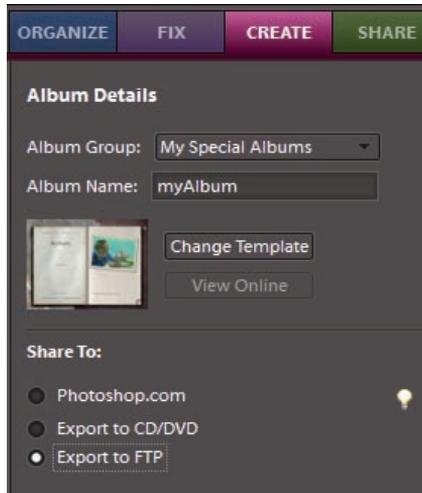 ORGANIZE FIX CREATE SHARE
Album Details
Album Group: My Special Albums
Album Name: myAlbum
Change Template
View Online
Share To:
Photoshop.com
Export to CD/DVD
Export to FTP